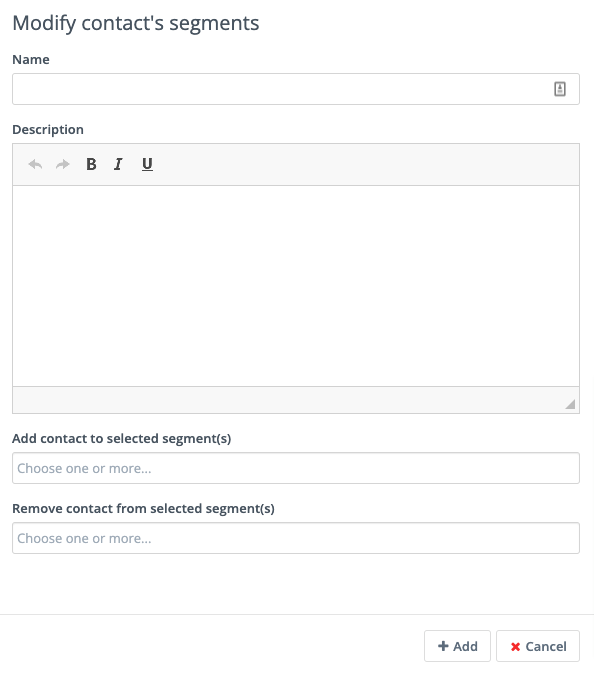 Modify contact's segments
Name
Description
B I U
Add contact to selected segment(s)
Choose one or more...
Remove contact from selected segment(s)
Choose one or more...
Add Cancel